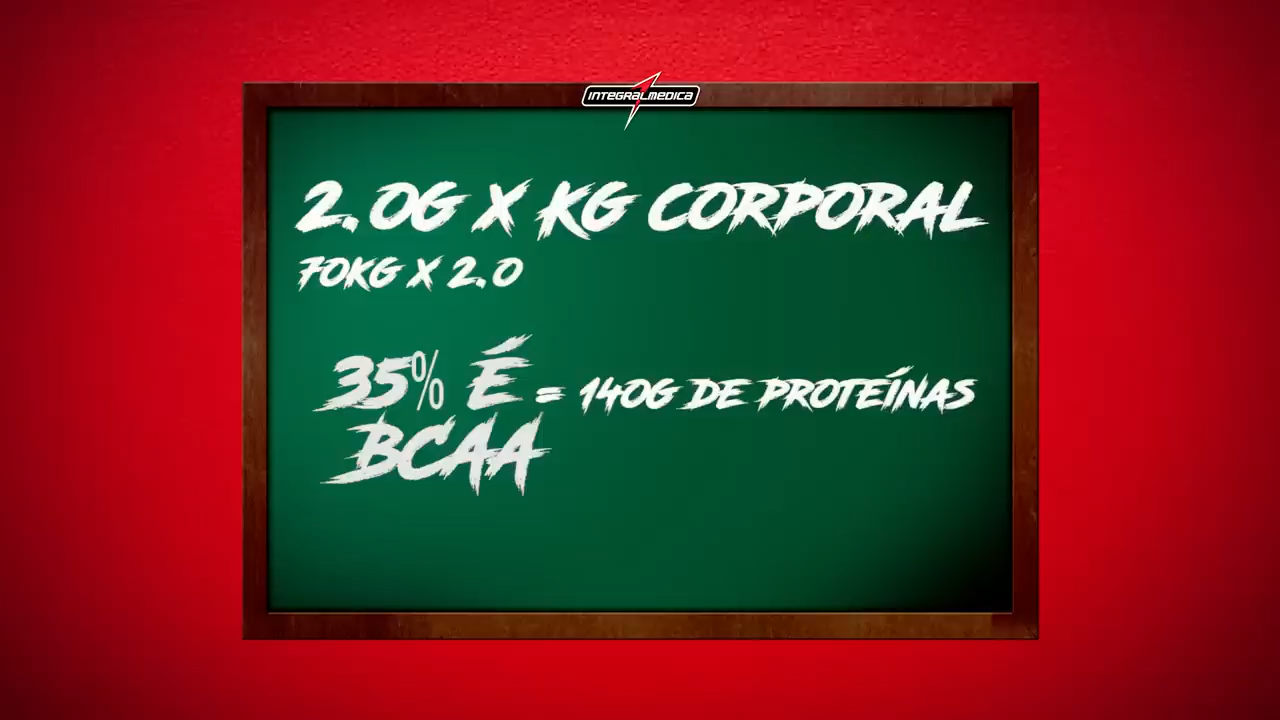 INTEGRALMEDICA
2.0G X KG CORPORAL
70KG X 2.0
35% É
= 140G DE PROTEÍNAS
BCAA